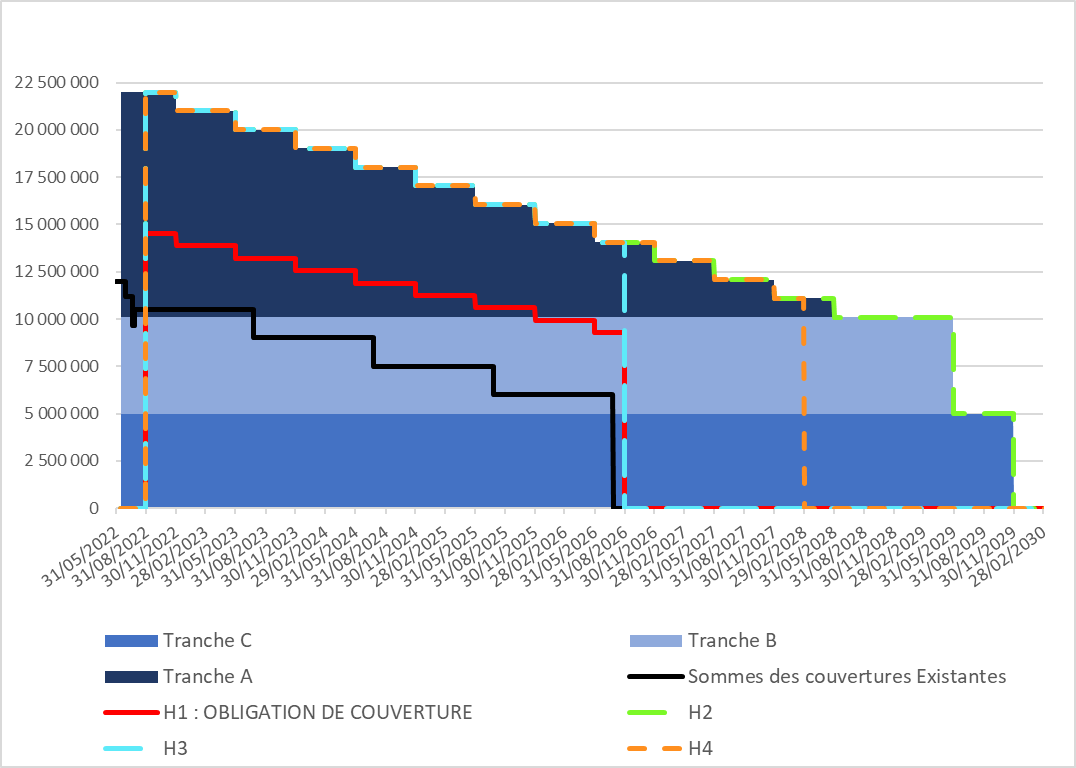 22 500 000
20 000 000
17 500 000
15 000 000
12 500 000
10 000 000
7 500 000
5 000 000
2 500 000
0
31/05/2022
31/08/2022
30/11/2022
28/02/2023
31/05/2023
31/08/2023
30/11/2023
29/02/2024
31/05/2024
31/08/2024
30/11/2024
28/02/2025
31/05/2025
31/08/2025
30/11/2025
28/02/2026
31/05/2026
31/08/2026
30/11/2026
28/02/2027
31/05/2027
31/08/2027
30/11/2027
29/02/2028
31/05/2028
31/08/2028
30/11/2028
28/02/2029
31/05/2029
31/08/2029
30/11/2029
28/02/2030
Tranche C
Tranche B
Tranche A
Sommes des couvertures Existantes
H1 : OBLIGATION DE COUVERTURE
H2
H3
H4